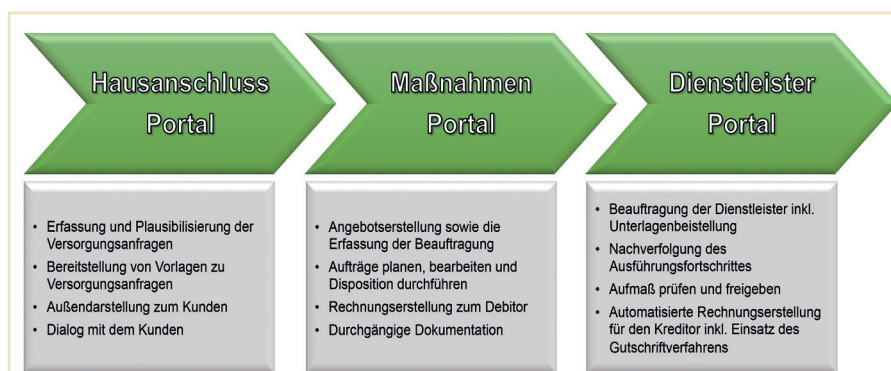 Hausanschluss
Portal
• Erfassung und Plausibilisierung der
Versorgungsanfragen
• Bereitstellung von Vorlagen zu
Versorgungsanfragen
• Außendarstellung zum Kunden
• Dialog mit dem Kunden
Maßnahmen
Portal
• Angebotserstellung sowie die
Erfassung der Beauftragung
• Aufträge planen, bearbeiten und
Disposition durchführen
• Rechnungserstellung zum Debitor
• Durchgängige Dokumentation
Dienstleister
Portal
• Beauftragung der Dienstleister inkl.
Unterlagenbeistellung
• Nachverfolgung des
Ausführungsfortschrittes
• Aufmaß prüfen und freigeben
• Automatisierte Rechnungserstellung
für den Kreditor inkl. Einsatz des
Gutschriftverfahrens